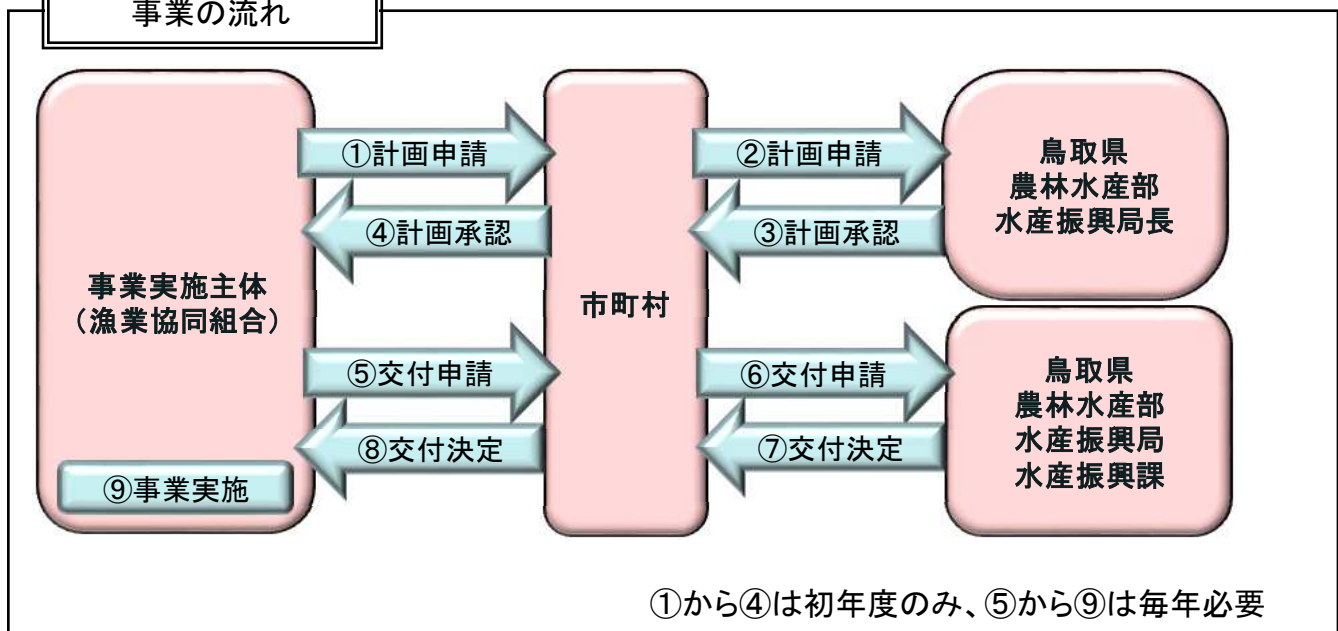 事業の流れ
①計画申請
②計画申請
④計画承認
③計画承認
鳥取県
農林水産部
水産振興局長
事業実施主体
（漁業協同組合）
市町村
⑤交付申請
⑥交付申請
⑧交付決定
⑦交付決定
鳥取県
農林水産部
水産振興局
水産振興課
⑨事業実施
①から④は初年度のみ、⑤から⑨は毎年必要